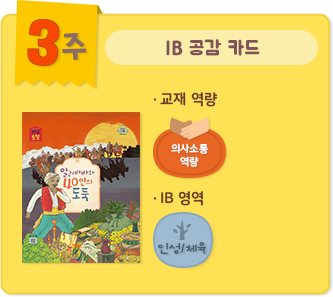 3주
IB 공감 카드
· 교재 역량
의사소통
역량
알리바바와
40인의
도둑
· IB 영역
인성/체육